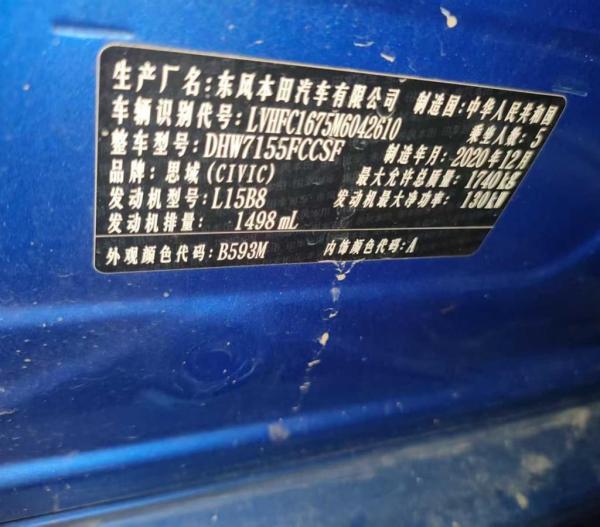 生产厂名：东风本田汽车有限公司 制造国：中华人民共和国
车辆识别代号：LVHFC1675M6042610 乘坐人数：5
整车型号：DHW7155FCCSF 制造年月：2020年12月
品牌：思域(CIVIC) 最大允许总质量：1740kg
发动机型号：L15B8 发动机最大净功率：130kW
发动机排量：1498mL
外观颜色代码：B593M 内饰颜色代码：A